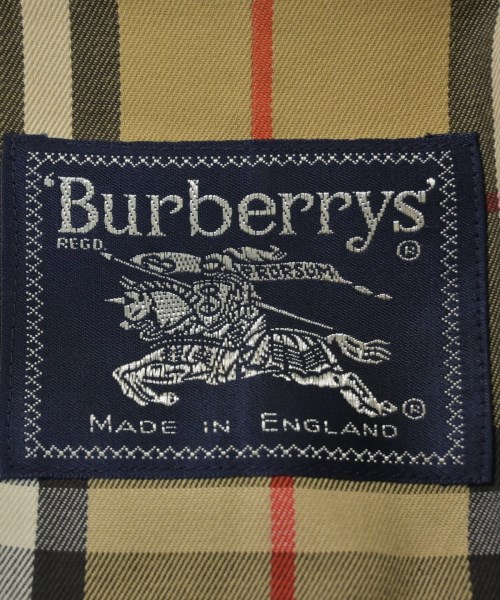 'Burberrys'
REGD. ®
PRORSUM
®
MADE IN ENGLAND